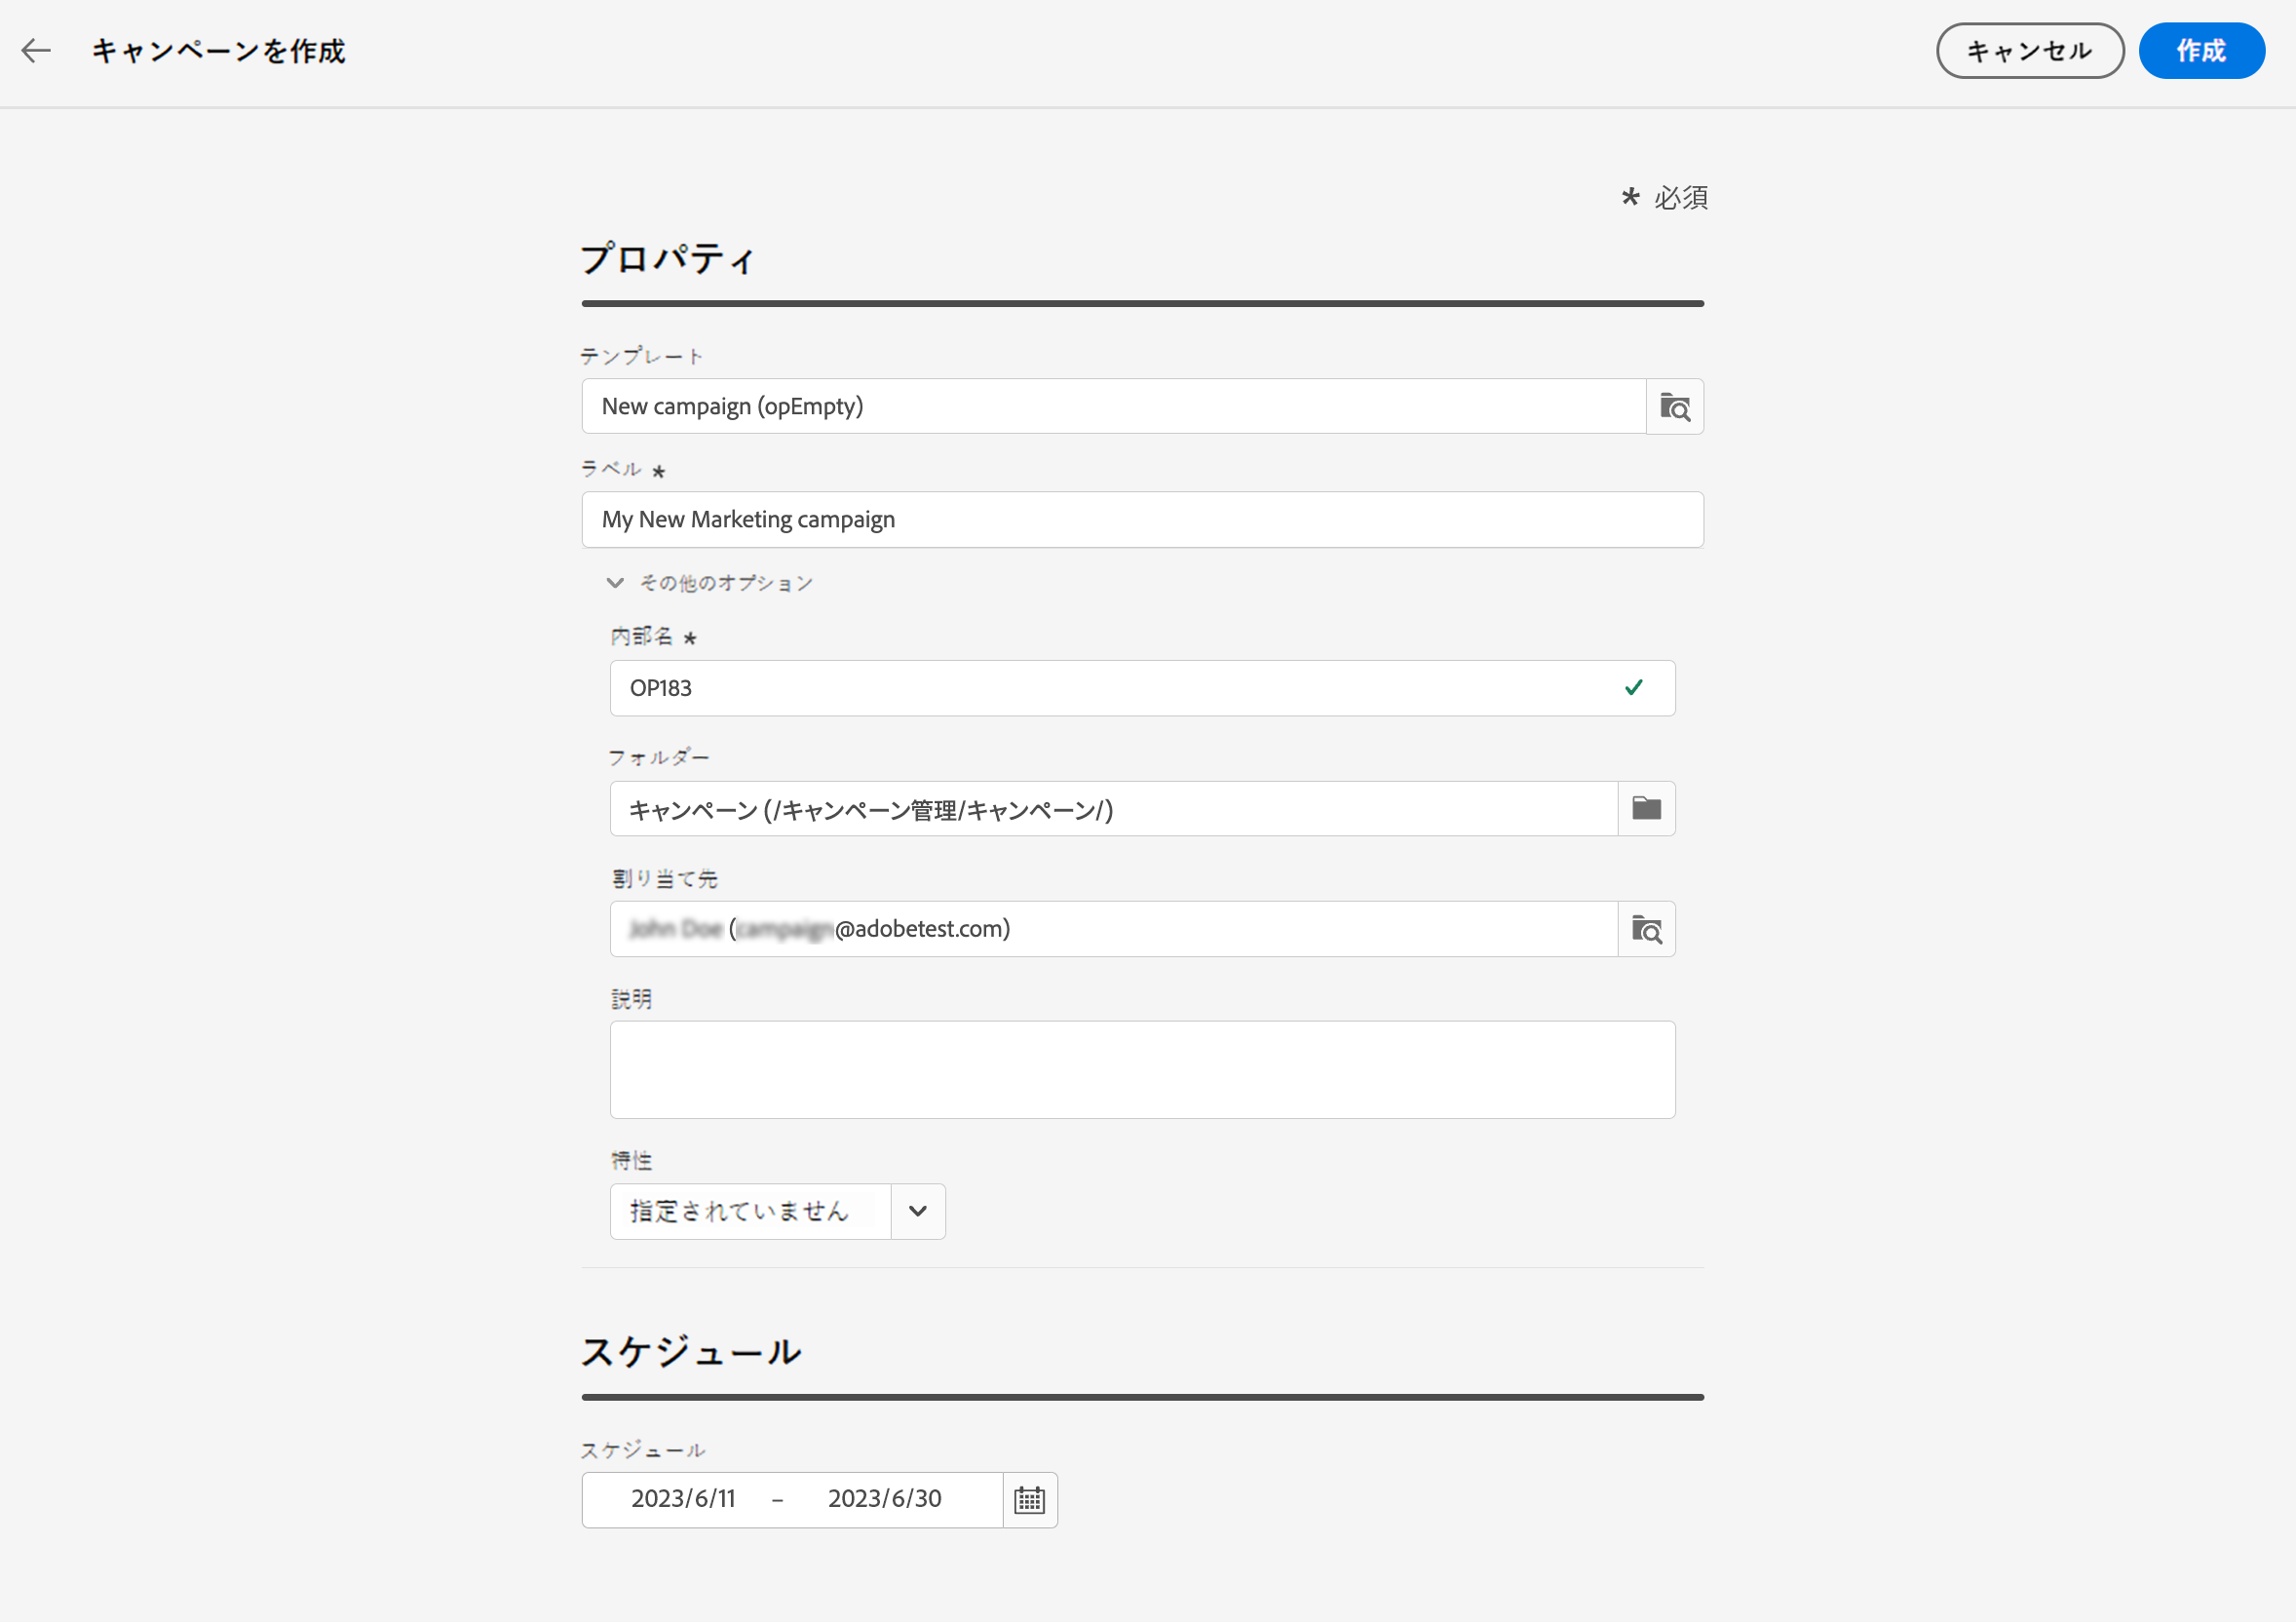 キャンペーンを作成
キャンセル
作成
* 必須
プロパティ
テンプレート
New campaign (opEmpty)
ラベル *
My New Marketing campaign
その他のオプション
内部名 *
OP183
フォルダー
キャンペーン (/キャンペーン管理/キャンペーン/)
割り当て先
John Doe (campaign@adobetest.com)
説明
特性
指定されていません
スケジュール
スケジュール
2023/6/11 – 2023/6/30